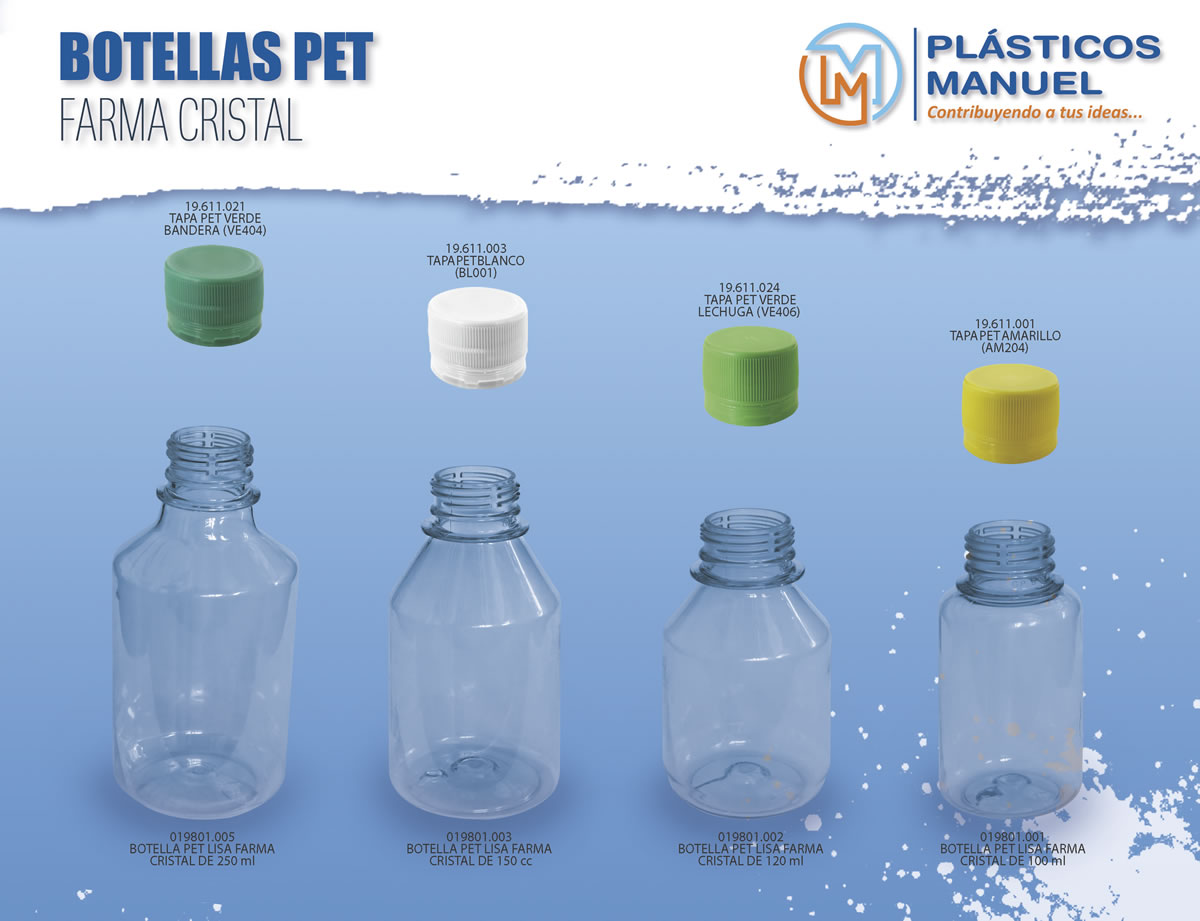 BOTELLAS PET
FARMA CRISTAL
PLÁSTICOS
MANUEL
Contribuyendo a tus ideas...
19.611.021
TAPA PET VERDE
BANDERA (VE404)
19.611.003
TAPA PET BLANCO
(BL001)
19.611.024
TAPA PET VERDE
LECHUGA (VE406)
19.611.001
TAPA PET AMARILLO
(AM204)
019801.005
BOTELLA PET LISA FARMA
CRISTAL DE 250 ml
019801.003
BOTELLA PET LISA FARMA
CRISTAL DE 150 cc
019801.002
BOTELLA PET LISA FARMA
CRISTAL DE 120 ml
019801.001
BOTELLA PET LISA FARMA
CRISTAL DE 100 ml